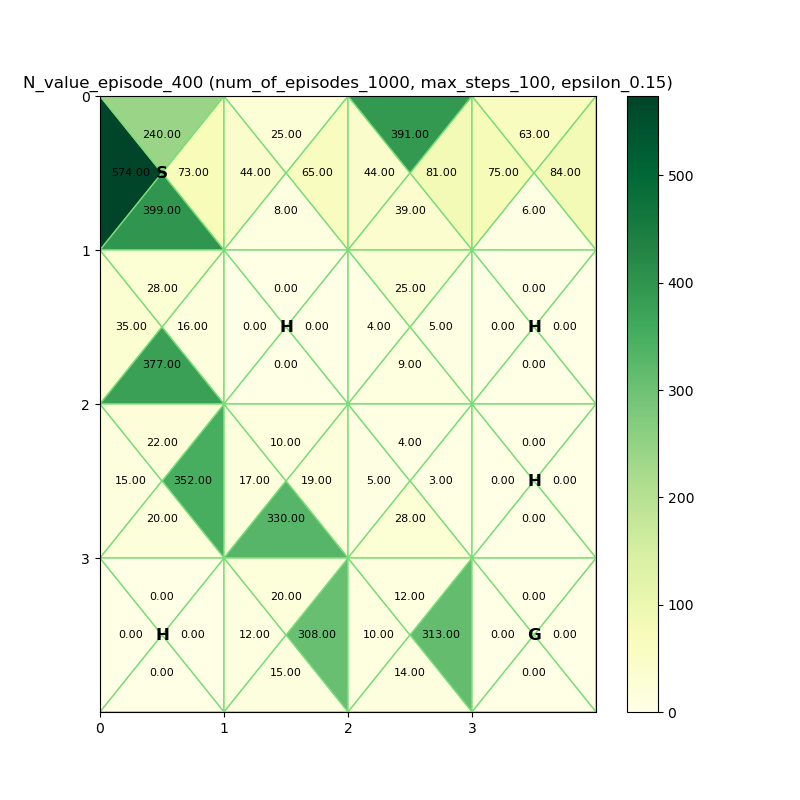 N_value_episode_400 (num_of_episodes_1000, max_steps_100, epsilon_0.15)
0
240.00 25.00 391.00 63.00
574.00 S 73.00 44.00 65.00 44.00 81.00 75.00 84.00
500
399.00 8.00 39.00 6.00
1
400
28.00 0.00 25.00 0.00
35.00 16.00 0.00 H 0.00 4.00 5.00 0.00 H 0.00
377.00 0.00 9.00 0.00
300
2
22.00 10.00 4.00 0.00
15.00 352.00 17.00 19.00 5.00 3.00 0.00 H 0.00
200
20.00 330.00 28.00 0.00
3
0.00 20.00 12.00 0.00
100
0.00 H 0.00 12.00 308.00 10.00 313.00 0.00 G 0.00
0.00 15.00 14.00 0.00
0
0 1 2 3